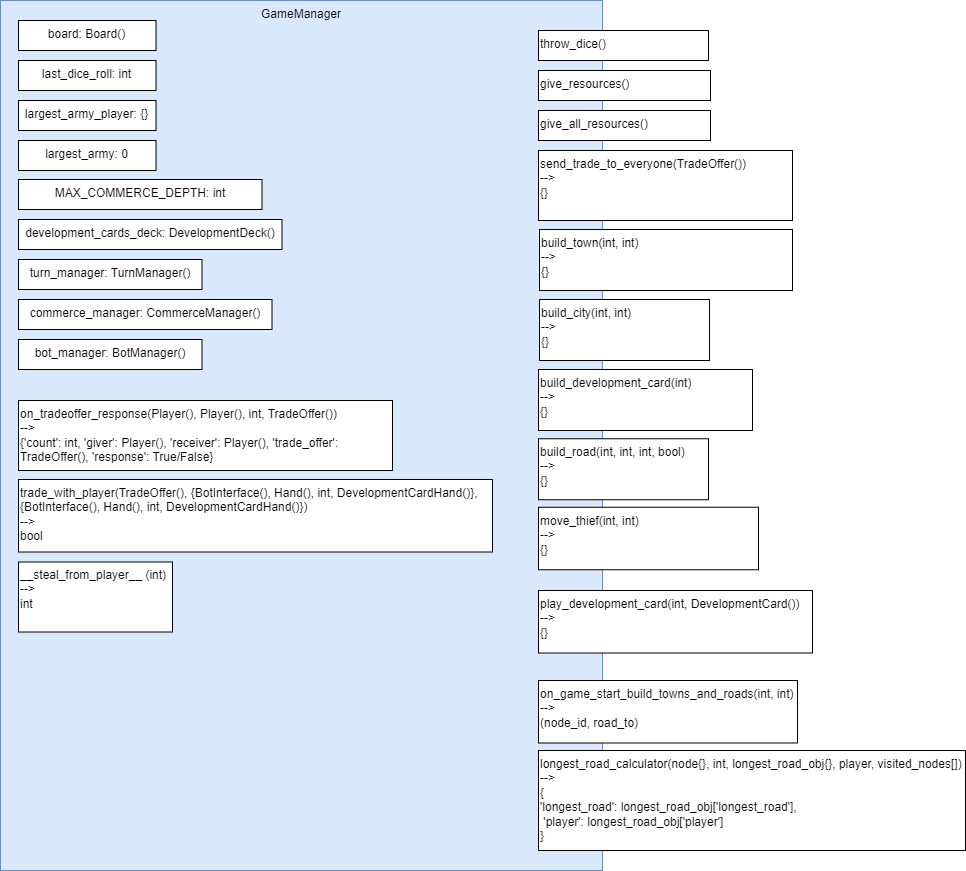 GameManager
board: Board()
last_dice_roll: int
largest_army_player: {}
largest_army: 0
MAX_COMMERCE_DEPTH: int
development_cards_deck: DevelopmentDeck()
turn_manager: TurnManager()
commerce_manager: CommerceManager()
bot_manager: BotManager()
on_tradeoffer_response(Player(), Player(), int, TradeOffer())
-->
{'count': int, 'giver': Player(), 'receiver': Player(), 'trade_offer':
TradeOffer(), 'response': True/False}
trade_with_player(TradeOffer(), {BotInterface(), Hand(), int, DevelopmentCardHand()},
{BotInterface(), Hand(), int, DevelopmentCardHand()})
-->
bool
__steal_from_player__ (int)
-->
int
throw_dice()
give_resources()
give_all_resources()
send_trade_to_everyone(TradeOffer())
-->
{}
build_town(int, int)
-->
{}
build_city(int, int)
-->
{}
build_development_card(int)
-->
{}
build_road(int, int, int, bool)
-->
{}
move_thief(int, int)
-->
{}
play_development_card(int, DevelopmentCard())
-->
{}
on_game_start_build_towns_and_roads(int, int)
-->
(node_id, road_to)
longest_road_calculator(node{}, int, longest_road_obj{}, player, visited_nodes[])
-->
{
'longest_road': longest_road_obj['longest_road'],
'player': longest_road_obj['player']
}